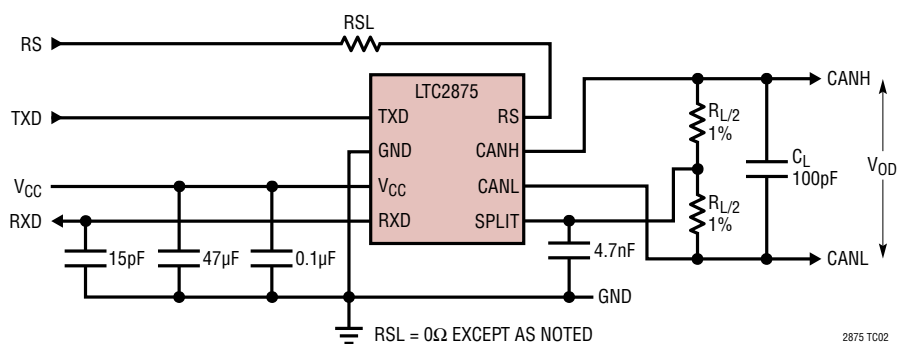 RSL
RS
LTC2875
TXD
TXD
RS
GND
CANH
VCC
VCC
CANL
RXD
RXD
SPLIT
15pF
47µF
0.1µF
4.7nF
GND
RL/2
1%
RL/2
1%
CL
100pF
CANH
VOD
CANL
RSL = 0Ω EXCEPT AS NOTED
2875 TC02